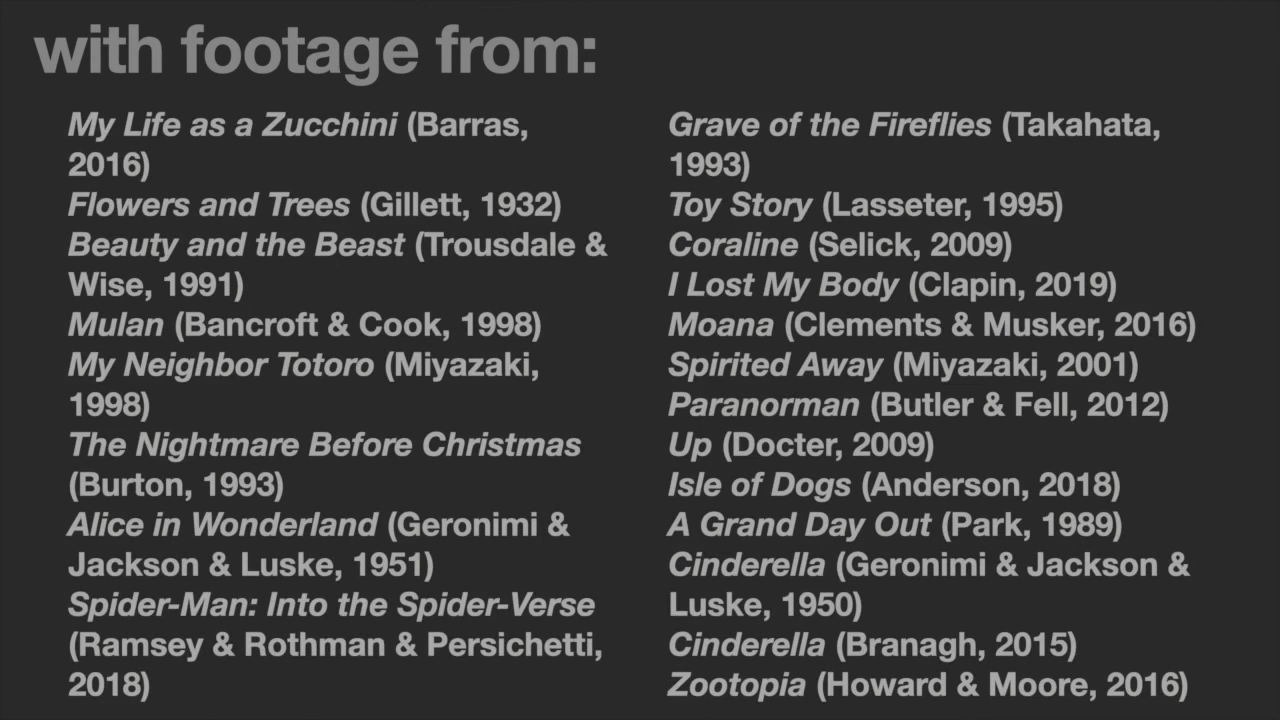 with footage from:
My Life as a Zucchini (Barras,
2016)
Flowers and Trees (Gillett, 1932)
Beauty and the Beast (Trousdale &
Wise, 1991)
Mulan (Bancroft & Cook, 1998)
My Neighbor Totoro (Miyazaki,
1998)
The Nightmare Before Christmas
(Burton, 1993)
Alice in Wonderland (Geronimi &
Jackson & Luske, 1951)
Spider-Man: Into the Spider-Verse
(Ramsey & Rothman & Persichetti,
2018)
Grave of the Fireflies (Takahata,
1993)
Toy Story (Lasseter, 1995)
Coraline (Selick, 2009)
I Lost My Body (Clapin, 2019)
Moana (Clements & Musker, 2016)
Spirited Away (Miyazaki, 2001)
Paranorman (Butler & Fell, 2012)
Up (Docter, 2009)
Isle of Dogs (Anderson, 2018)
A Grand Day Out (Park, 1989)
Cinderella (Geronimi & Jackson &
Luske, 1950)
Cinderella (Branagh, 2015)
Zootopia (Howard & Moore, 2016)